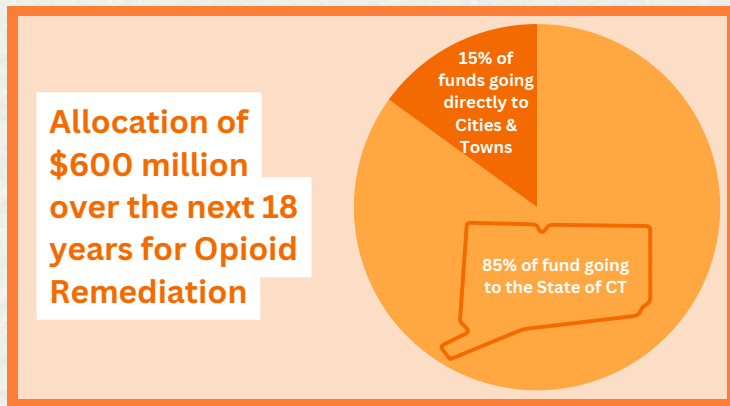 Allocation of
$600 million
over the next 18
years for Opioid
Remediation
15% of
funds going
directly to
Cities &
Towns
85% of fund going
to the State of CT